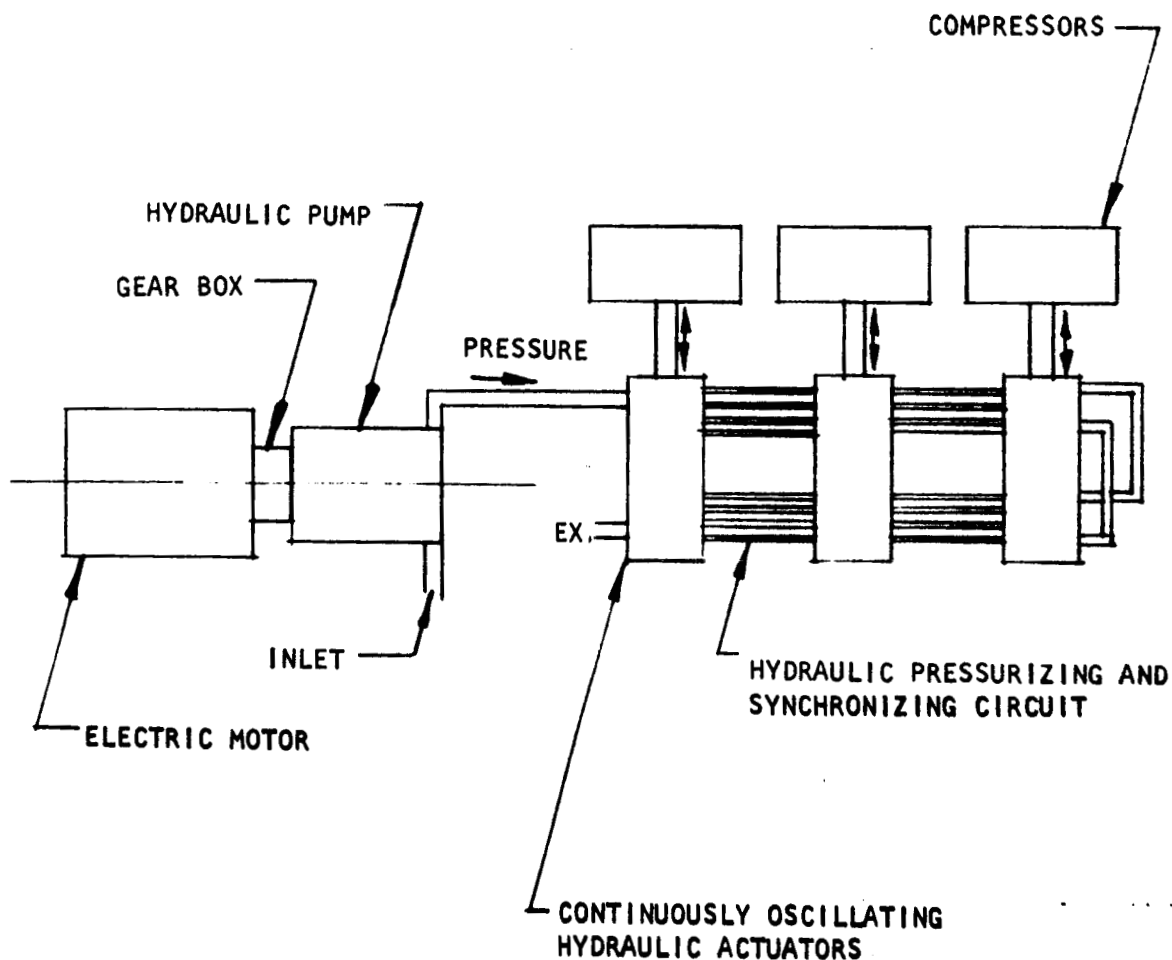 COMPRESSORS
HYDRAULIC PUMP
GEAR BOX
PRESSURE
EX.
INLET
HYDRAULIC PRESSURIZING AND
SYNCHRONIZING CIRCUIT
ELECTRIC MOTOR
CONTINUOUSLY OSCILLATING
HYDRAULIC ACTUATORS